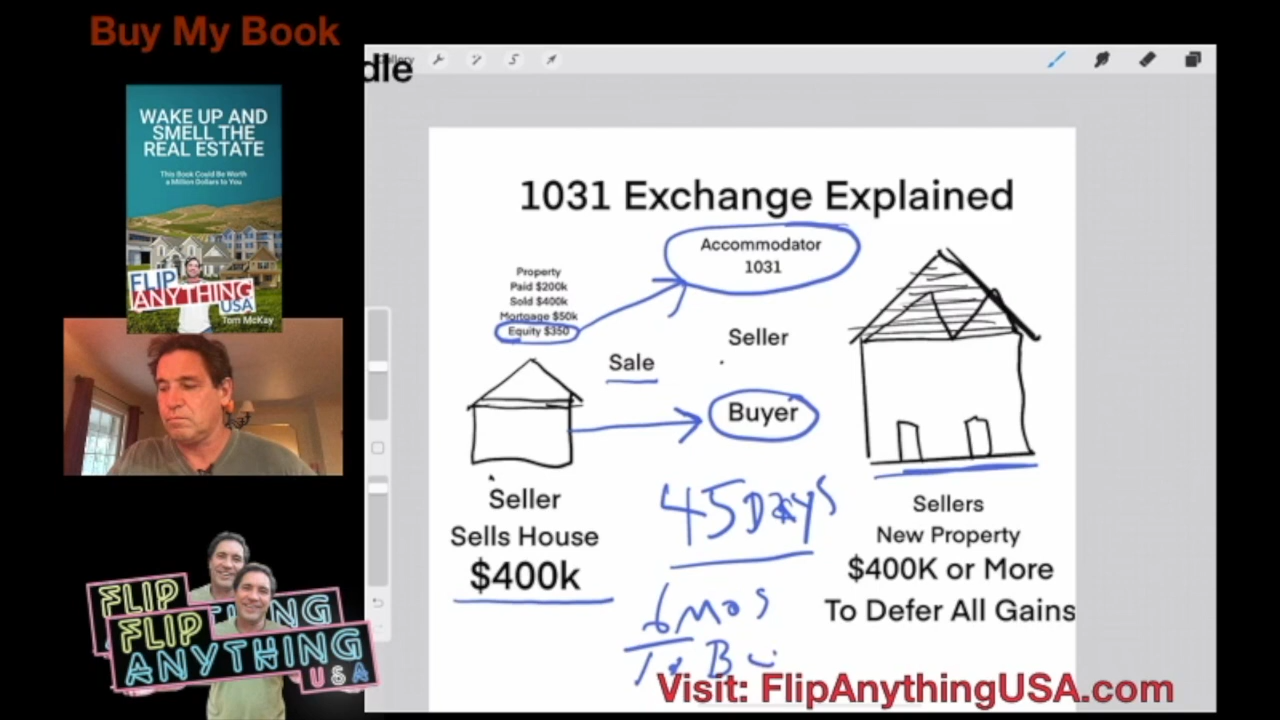 Buy My Book
WAKE UP AND
SMELL THE
REAL ESTATE
This Book Could Be Worth
a Million Dollars to You
FLIP
ANYTHING
USA
Tom McKay
dle
1031 Exchange Explained
Accommodator
1031
Property
Paid $200k
Sold $400k
Mortgage $50k
Equity $350
Seller
Sale
Buyer
45 DAYS
6 Mos
Seller
Sells House
$400k
Sellers
New Property
$400K or More
To Defer All Gains
FLIP
THING
FLIP
ANYTHING
USA
Visit: FlipAnythingUSA.com